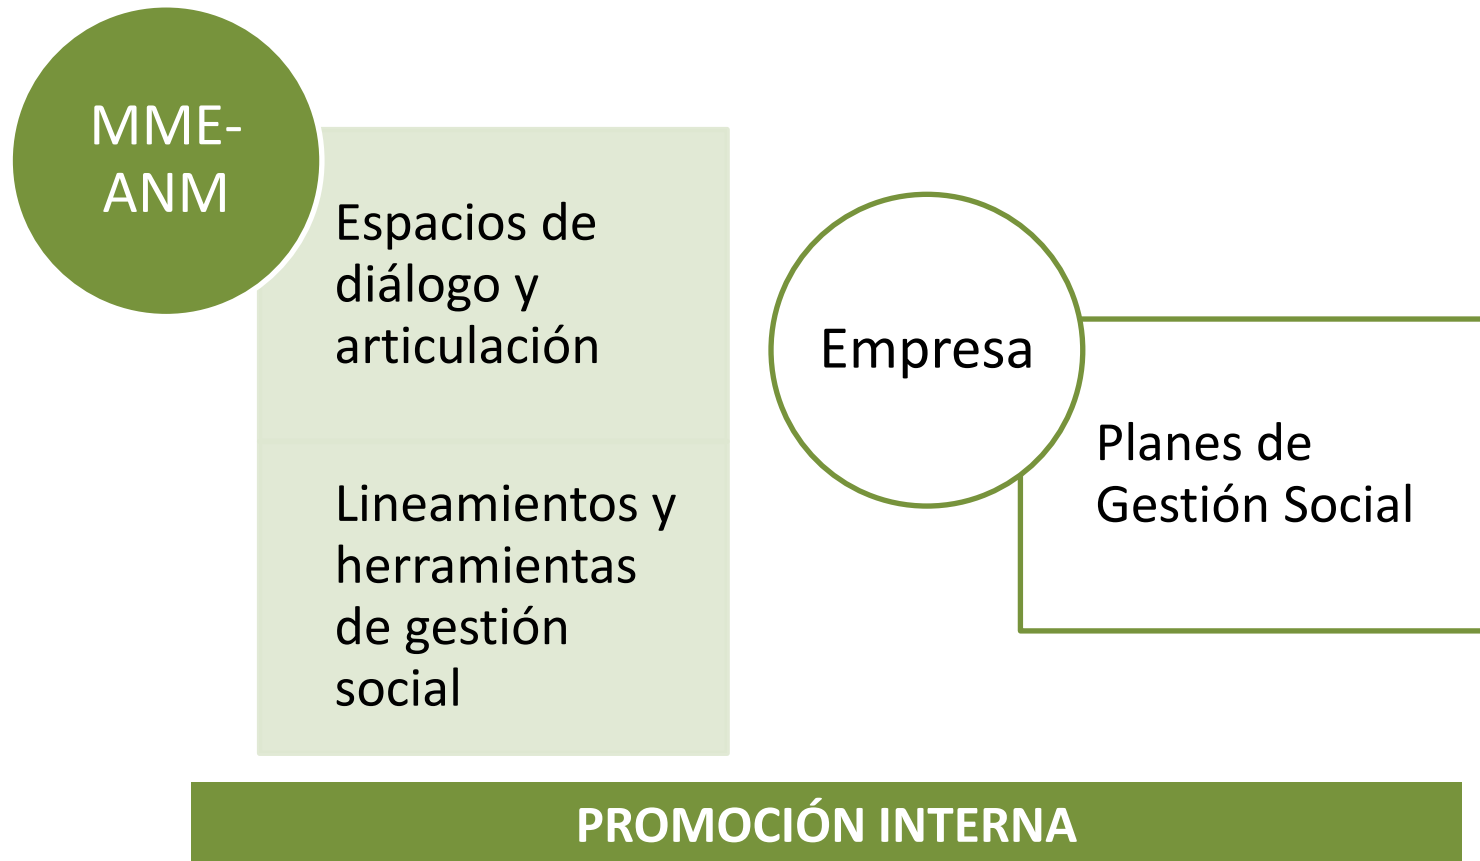 MME-
ANM
Espacios de
diálogo y
articulación
Lineamientos y
herramientas
de gestión
social
Empresa
Planes de
Gestión Social
PROMOCIÓN INTERNA